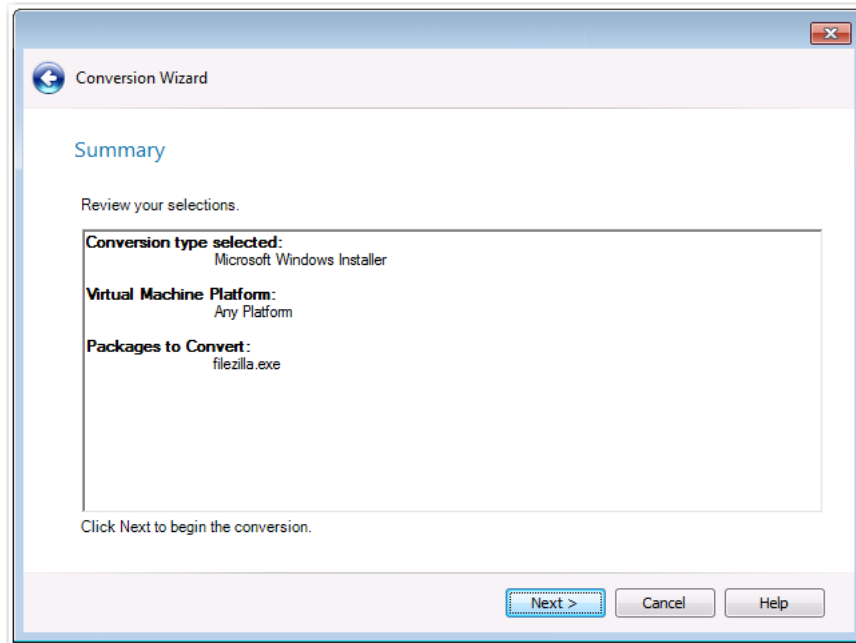 Conversion Wizard
Summary
Review your selections.
Conversion type selected:
Microsoft Windows Installer
Virtual Machine Platform:
Any Platform
Packages to Convert:
filezilla.exe
Click Next to begin the conversion.
Next > Cancel Help